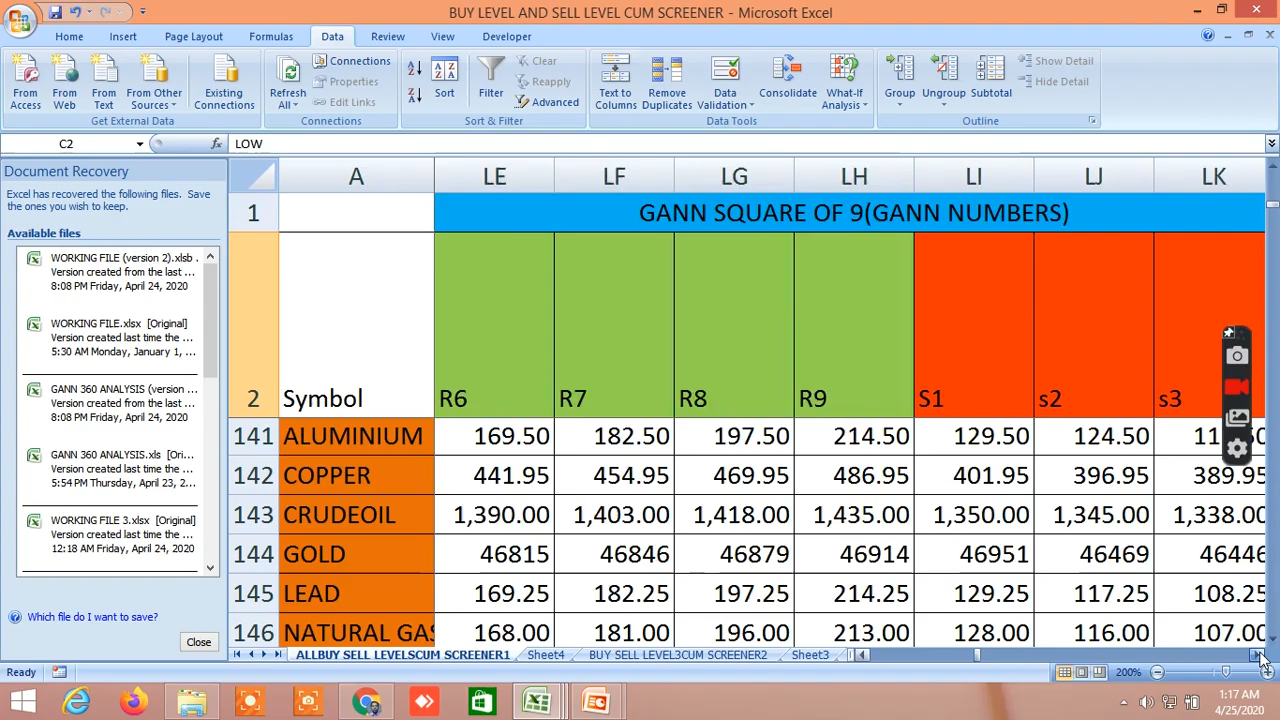 BUY LEVEL AND SELL LEVEL CUM SCREENER - Microsoft Excel
Home Insert Page Layout Formulas Data Review View Developer
From Access
From Web
From Text
From Other Sources
Existing Connections
Get External Data
Refresh All
Connections
Properties
Edit Links
Connections
Sort
Filter
Clear
Reapply
Advanced
Sort & Filter
Text to Columns
Remove Duplicates
Data Validation
Consolidate
What-If Analysis
Data Tools
Group
Ungroup
Subtotal
Show Detail
Hide Detail
Outline
C2 fx LOW
Document Recovery
Excel has recovered the following files. Save the ones you wish to keep.
Available files
WORKING FILE (version 2).xlsb .
Version created from the last ...
8:08 PM Friday, April 24, 2020
WORKING FILE.xlsx [Original]
Version created last time the ...
5:30 AM Monday, January 1, ...
GANN 360 ANALYSIS (version ...
Version created from the last ...
8:08 PM Friday, April 24, 2020
GANN 360 ANALYSIS.xls [Ori...
Version created last time the ...
5:54 PM Thursday, April 23, 2...
WORKING FILE 3.xlsx [Original]
Version created last time the ...
12:18 AM Friday, April 24, 2020
Which file do I want to save?
Close
A LE LF LG LH LI LJ LK
1 GANN SQUARE OF 9(GANN NUMBERS)
2 Symbol R6 R7 R8 R9 S1 s2 s3
141 ALUMINIUM 169.50 182.50 197.50 214.50 129.50 124.50
142 COPPER 441.95 454.95 469.95 486.95 401.95 396.95 389.95
143 CRUDEOIL 1,390.00 1,403.00 1,418.00 1,435.00 1,350.00 1,345.00 1,338.00
144 GOLD 46815 46846 46879 46914 46951 46469 46446
145 LEAD 169.25 182.25 197.25 214.25 129.25 117.25 108.25
146 NATURAL GAS 168.00 181.00 196.00 213.00 128.00 116.00 107.00
ALLBUY SELL LEVELSCUM SCREENER1 Sheet4 BUY SELL LEVEL3CUM SCREENER2 Sheet3
Ready 200%
1:17 AM
4/25/2020